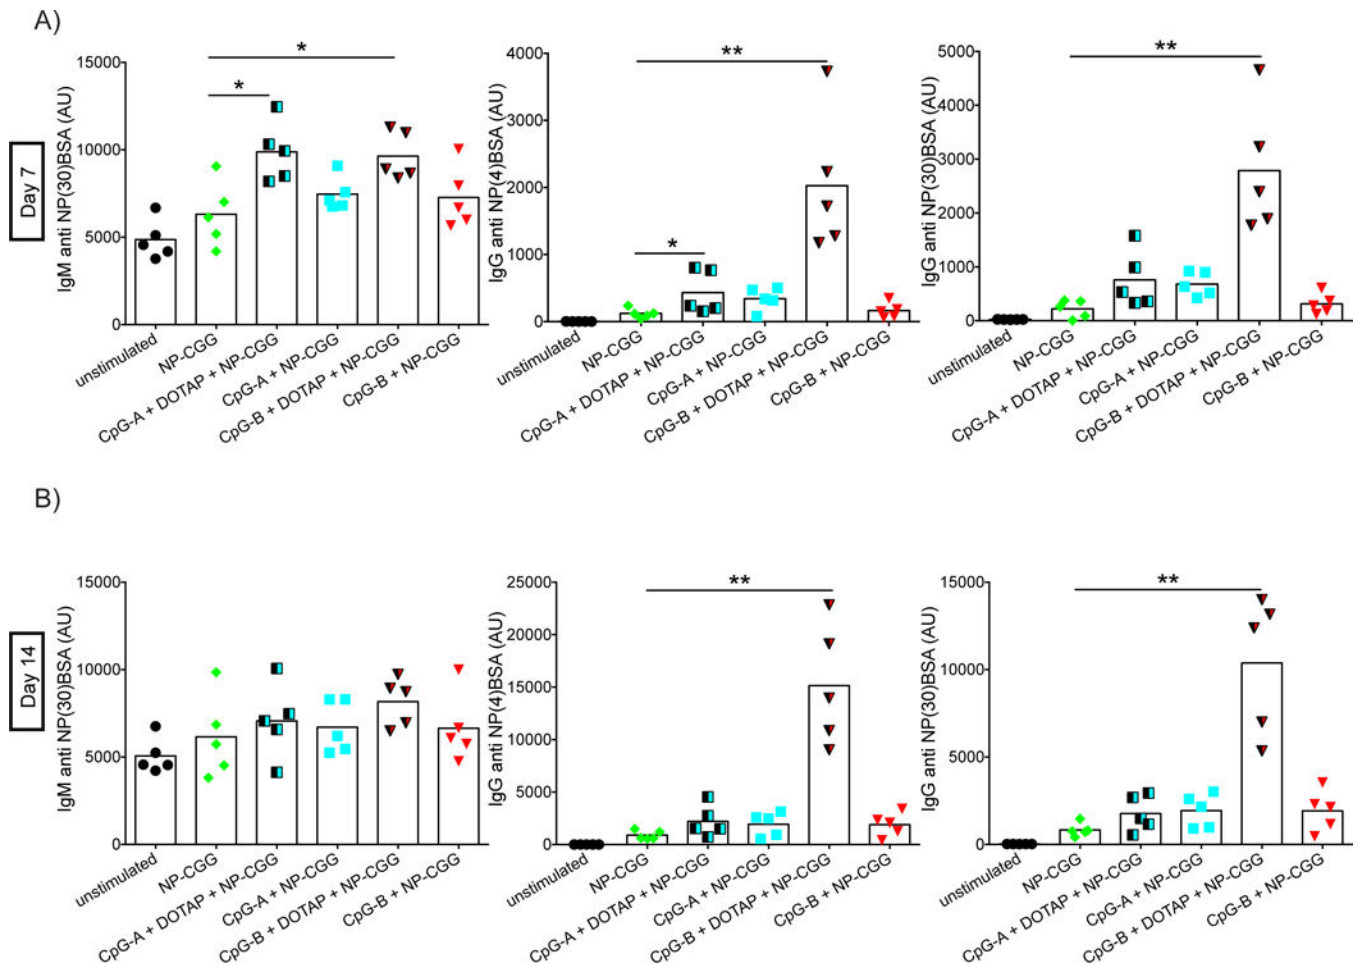 A)
Day 7
IgM anti NP(30)BSA (AU)
15000
10000
5000
0
*
*
unstimulated
NP-CGG
CpG-A + DOTAP + NP-CGG
CpG-A + NP-CGG
CpG-B + DOTAP + NP-CGG
CpG-B + NP-CGG
IgG anti NP(4)BSA (AU)
4000
3000
2000
1000
0
**
*
unstimulated
NP-CGG
CpG-A + DOTAP + NP-CGG
CpG-A + NP-CGG
CpG-B + DOTAP + NP-CGG
CpG-B + NP-CGG
IgG anti NP(30)BSA (AU)
5000
4000
3000
2000
1000
0
**
unstimulated
NP-CGG
CpG-A + DOTAP + NP-CGG
CpG-A + NP-CGG
CpG-B + DOTAP + NP-CGG
CpG-B + NP-CGG
B)
Day 14
IgM anti NP(30)BSA (AU)
15000
10000
5000
0
unstimulated
NP-CGG
CpG-A + DOTAP + NP-CGG
CpG-A + NP-CGG
CpG-B + DOTAP + NP-CGG
CpG-B + NP-CGG
IgG anti NP(4)BSA (AU)
25000
20000
15000
10000
5000
0
**
unstimulated
NP-CGG
CpG-A + DOTAP + NP-CGG
CpG-A + NP-CGG
CpG-B + DOTAP + NP-CGG
CpG-B + NP-CGG
IgG anti NP(30)BSA (AU)
15000
10000
5000
0
**
unstimulated
NP-CGG
CpG-A + DOTAP + NP-CGG
CpG-A + NP-CGG
CpG-B + DOTAP + NP-CGG
CpG-B + NP-CGG